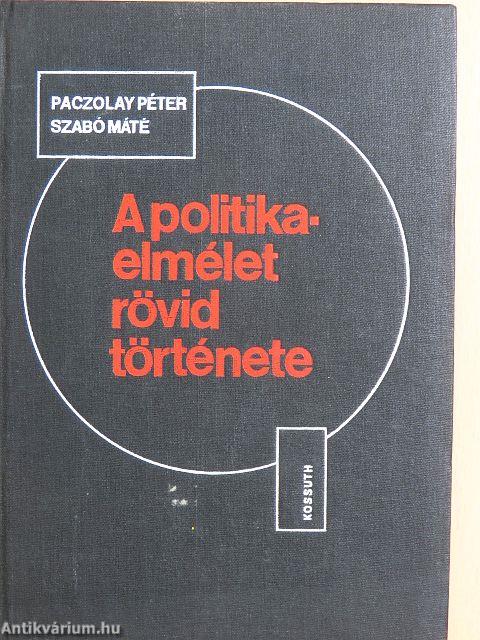 PACZOLAY PÉTER
SZABÓ MÁTÉ
A politika-
elmélet
rövid
története
KOSSUTH
Antikvárium.hu